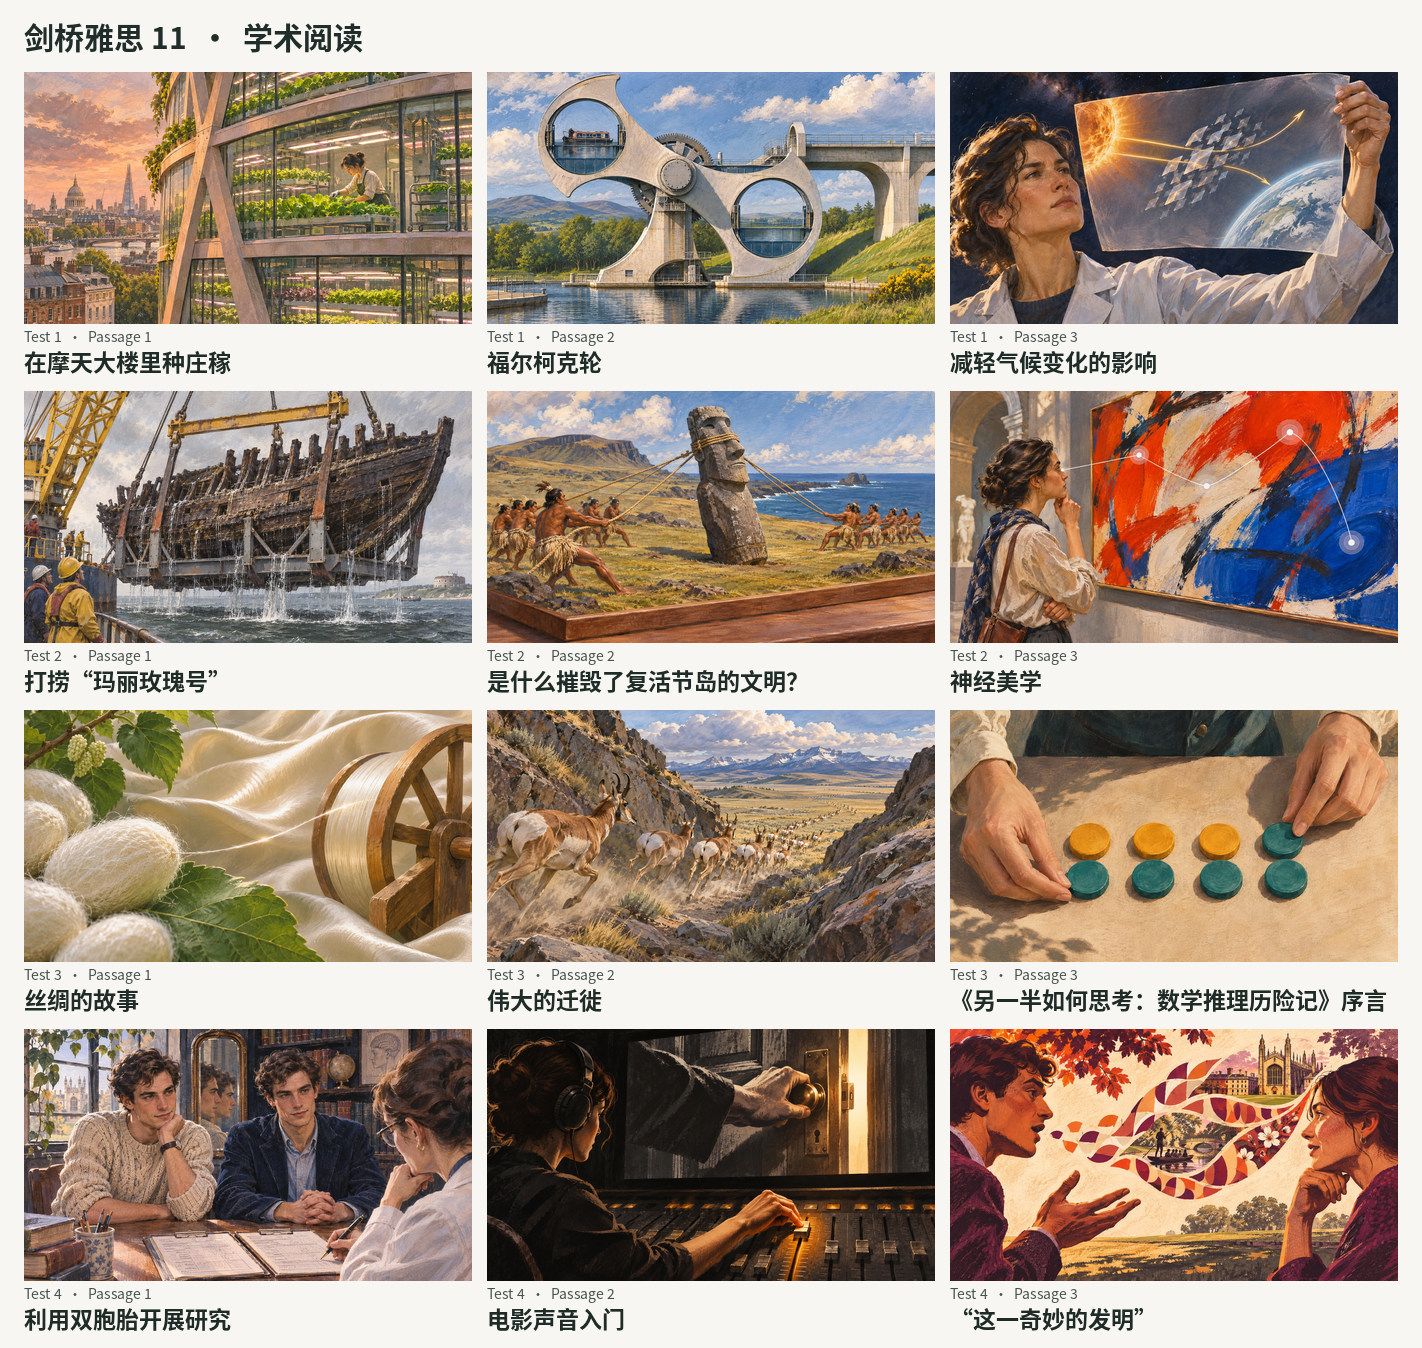 剑桥雅思 11 • 学术阅读
Test 1 • Passage 1
在摩天大楼里种庄稼
Test 1 • Passage 2
福尔柯克轮
Test 1 • Passage 3
减轻气候变化的影响
Test 2 • Passage 1
打捞“玛丽玫瑰号”
Test 2 • Passage 2
是什么摧毁了复活节岛的文明？
Test 2 • Passage 3
神经美学
Test 3 • Passage 1
丝绸的故事
Test 3 • Passage 2
伟大的迁徙
Test 3 • Passage 3
《另一半如何思考：数学推理历险记》序言
Test 4 • Passage 1
利用双胞胎开展研究
Test 4 • Passage 2
电影声音入门
Test 4 • Passage 3
“这一奇妙的发明”